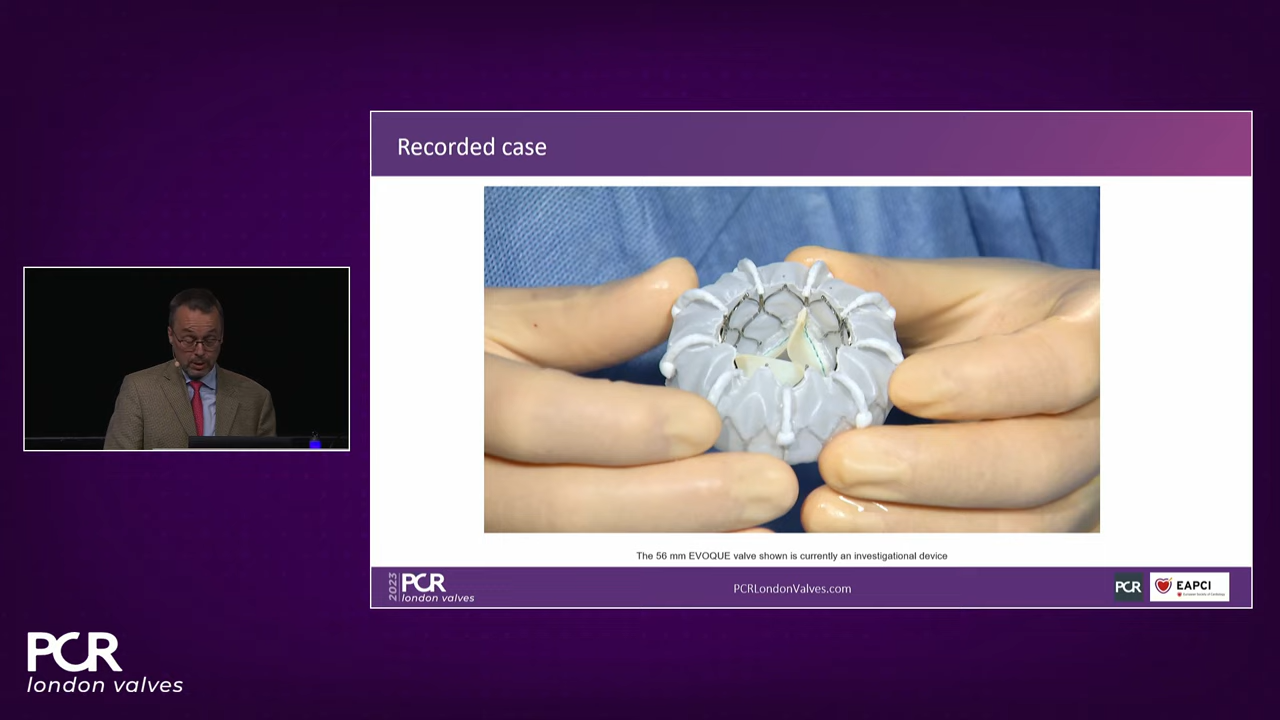 Recorded case
The 56 mm EVOQUE valve shown is currently an investigational device
2023
PCR
london valves
PCRLondonValves.com
PCR
EAPCI
PCR
london valves